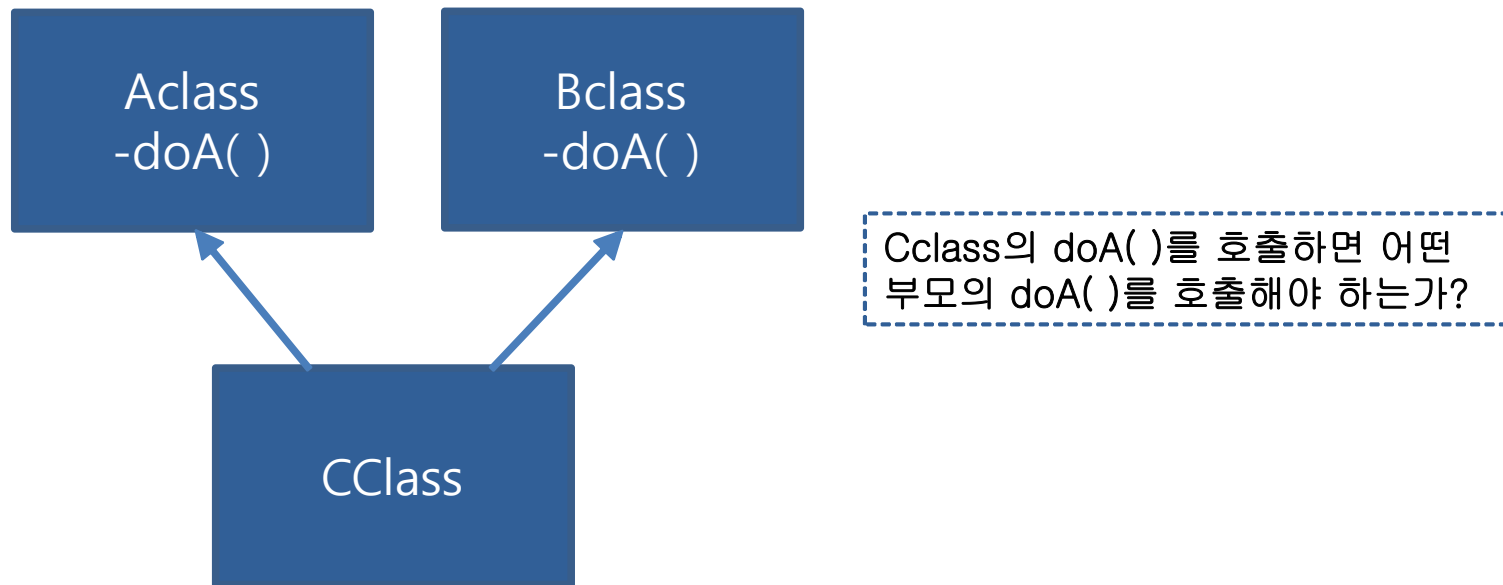 Aclass
-doA( )
Bclass
-doA( )
Cclass의 doA( )를 호출하면 어떤
부모의 doA( )를 호출해야 하는가?
CClass